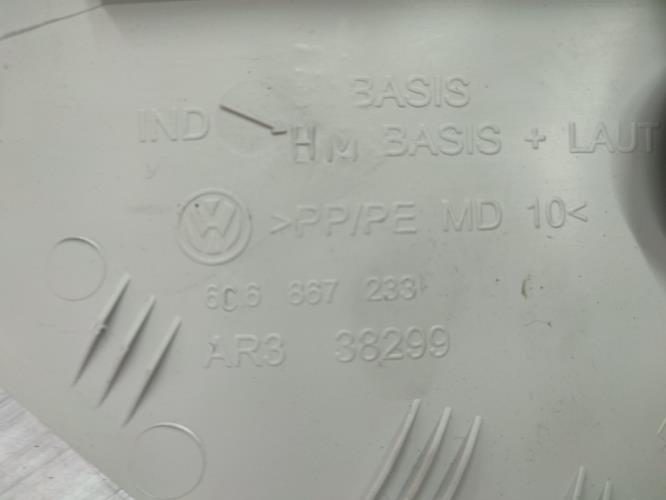 BASIS
IND HM BASIS + LAUT
>PP/PE MD 10<
6C6 867 233
AR3 38299